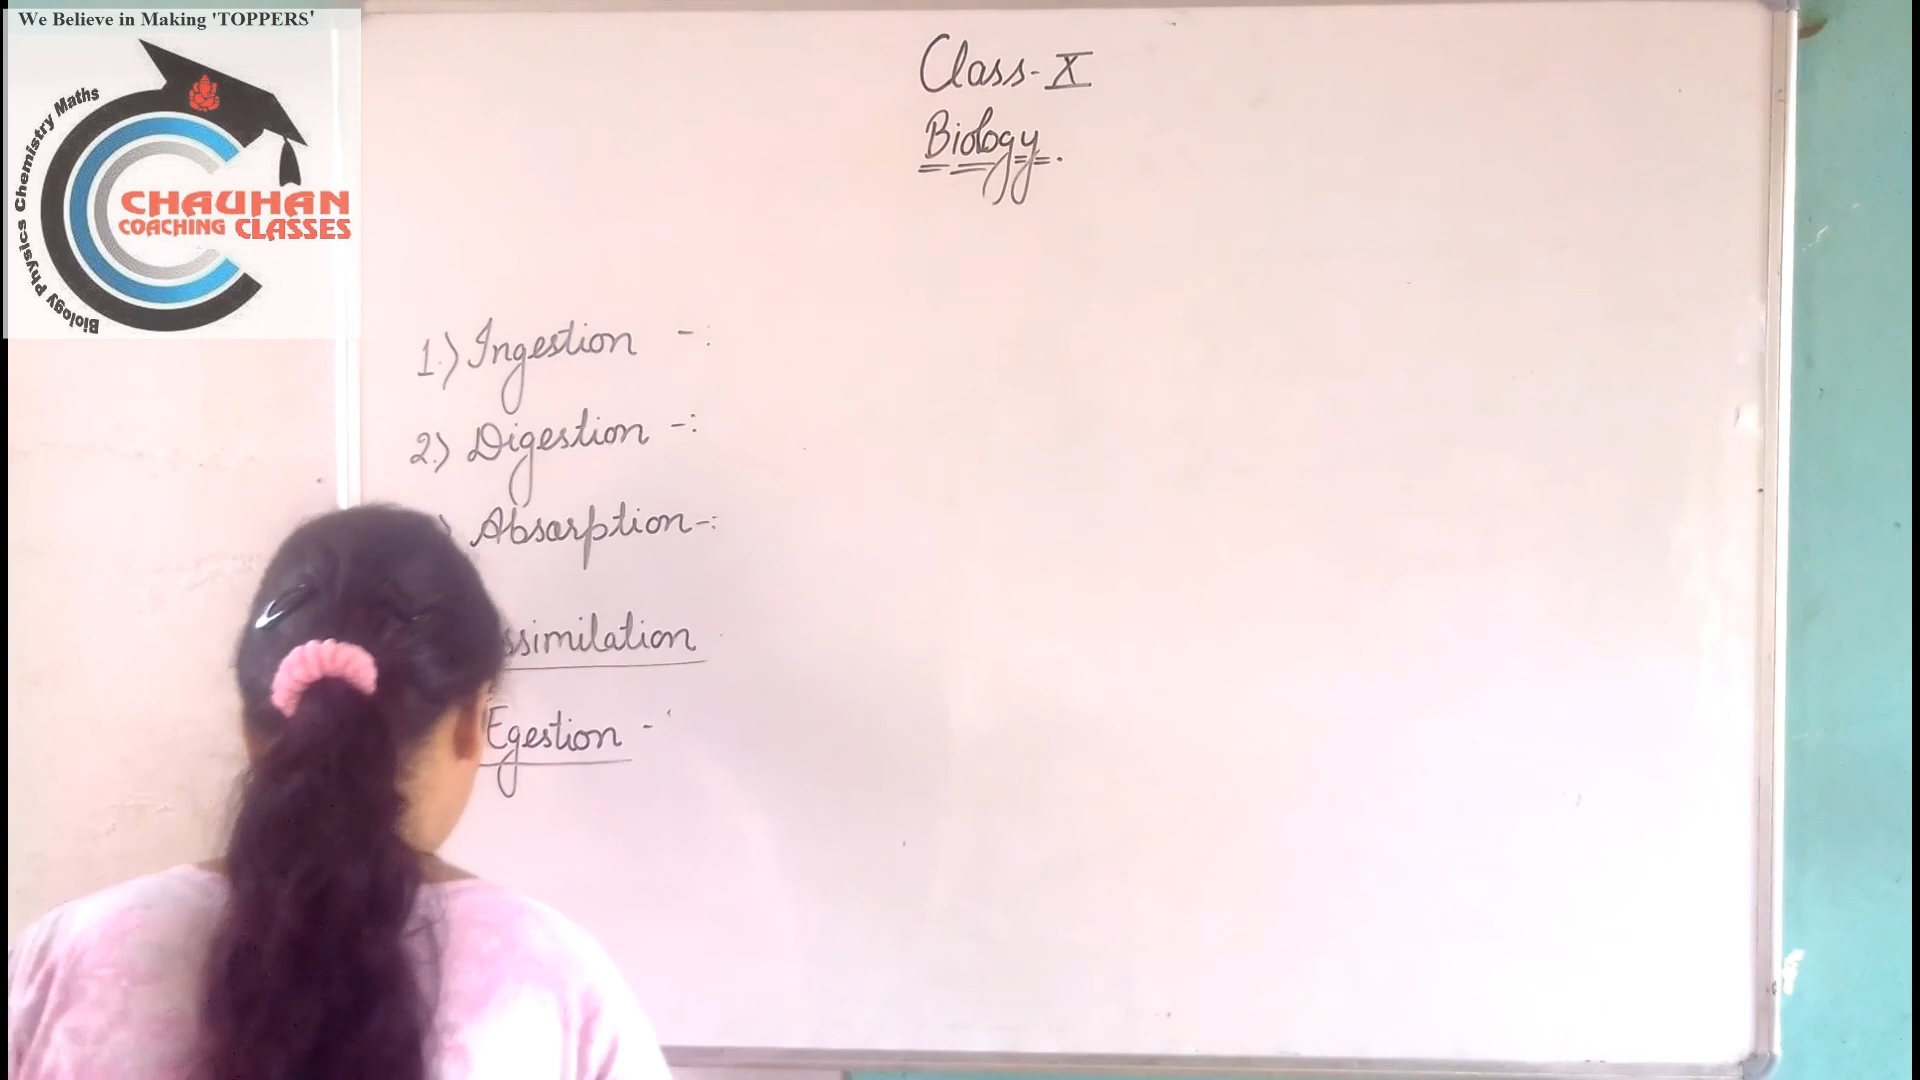 We Believe in Making 'TOPPERS'
Biology Physics Chemistry Maths
CHAUHAN
COACHING CLASSES
Class-X
Biology.
1.) Ingestion -:
2.) Digestion -:
) Absorption-:
ssimilation
Egestion -